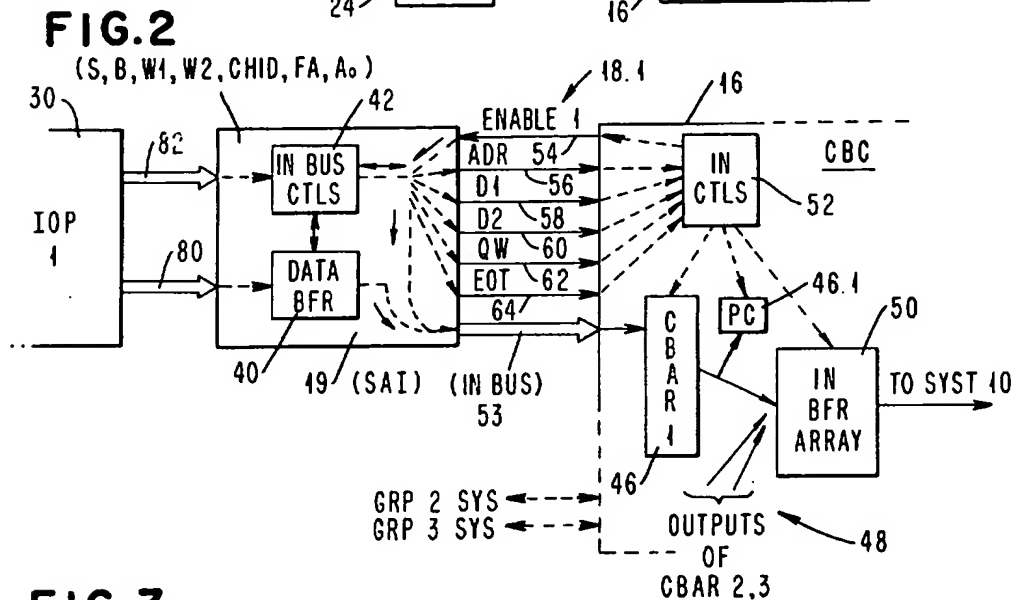 24
16
FIG.2
(S, B, W1, W2, CHID, FA, A₀)
30
82
42
18.1
16
ENABLE 1
54
IN BUS
CTLS
ADR
56
IN
CTLS
CBC
52
IOP
1
D1
58
D2
60
QW
62
EOT
64
80
DATA
BFR
40
19 (SAI)
(IN BUS)
53
CBAR 1
46
PC
46.1
50
IN
BFR
ARRAY
TO SYST 10
GRP 2 SYS
GRP 3 SYS
OUTPUTS
OF
CBAR 2,3
48